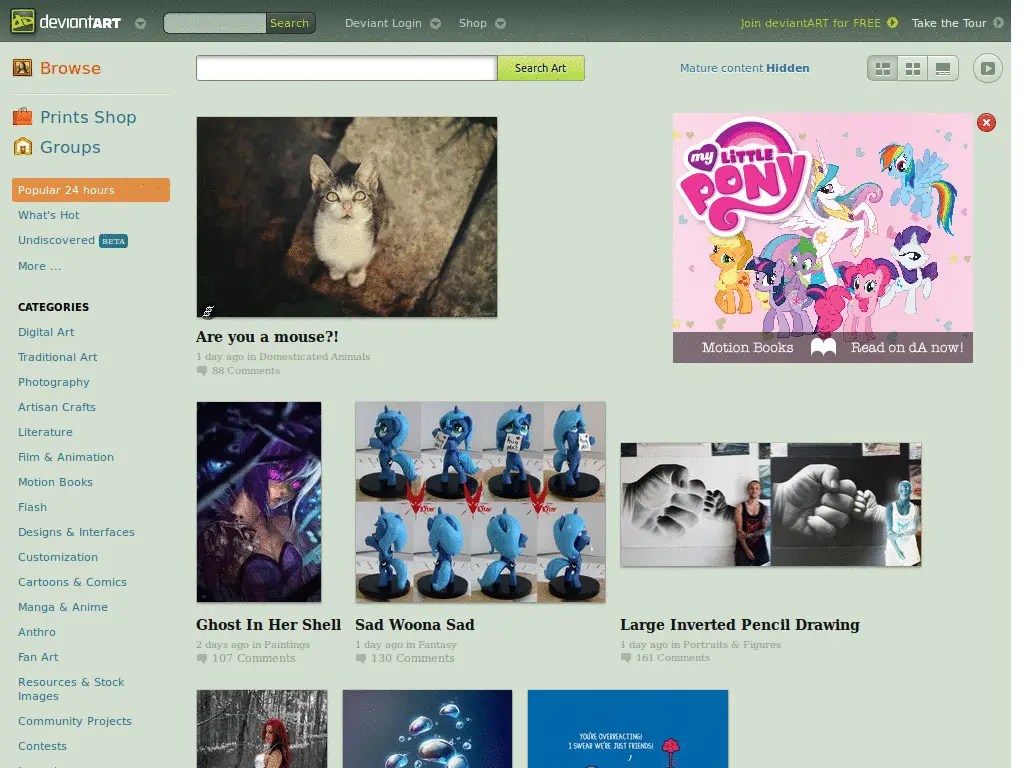 deviantART
Search
Deviant Login
Shop
Join deviantART for FREE
Take the Tour
Browse
Search Art
Mature content Hidden
Prints Shop
Groups
Popular 24 hours
What's Hot
Undiscovered BETA
More ...
CATEGORIES
Digital Art
Traditional Art
Photography
Artisan Crafts
Literature
Film & Animation
Motion Books
Flash
Designs & Interfaces
Customization
Cartoons & Comics
Manga & Anime
Anthro
Fan Art
Resources & Stock
Images
Community Projects
Contests
Are you a mouse?!
1 day ago in Domesticated Animals
88 Comments
my LiTTLE
PONY
Motion Books
Read on dA now!
hug me!
Ghost In Her Shell
2 days ago in Paintings
107 Comments
Sad Woona Sad
1 day ago in Fantasy
130 Comments
Large Inverted Pencil Drawing
1 day ago in Portraits & Figures
161 Comments
YOU'RE OVERREACTING!
I SWEAR WE'RE JUST FRIENDS!